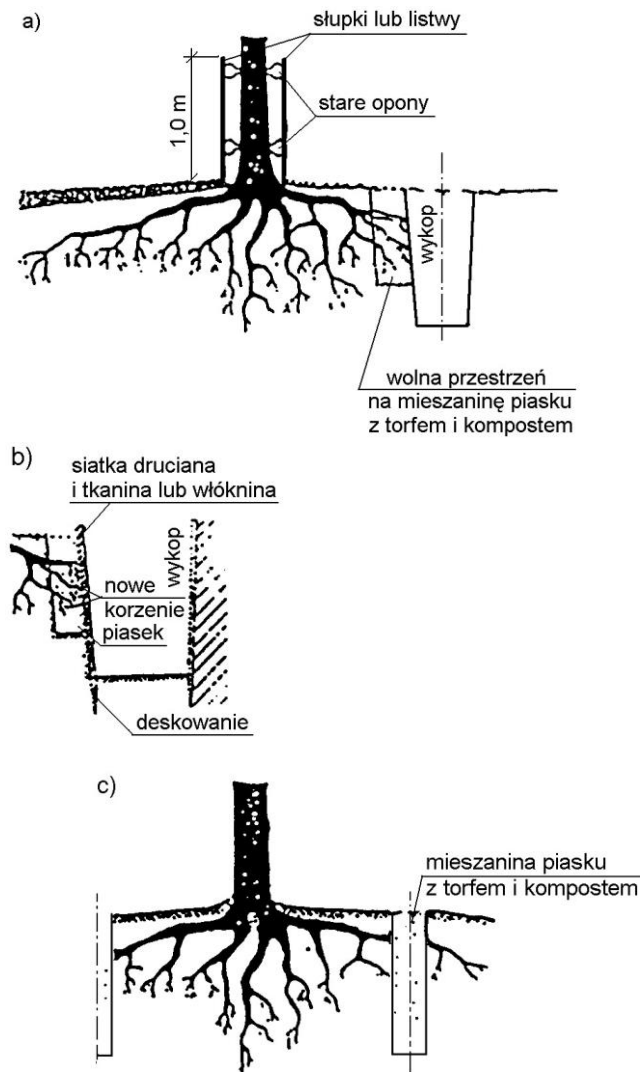 a)
słupki lub listwy
stare opony
1,0 m
wykop
wolna przestrzeń
na mieszaninę piasku
z torfem i kompostem
b)
siatka druciana
i tkanina lub włóknina
wykop
nowe
korzenie
piasek
deskowanie
c)
mieszanina piasku
z torfem i kompostem